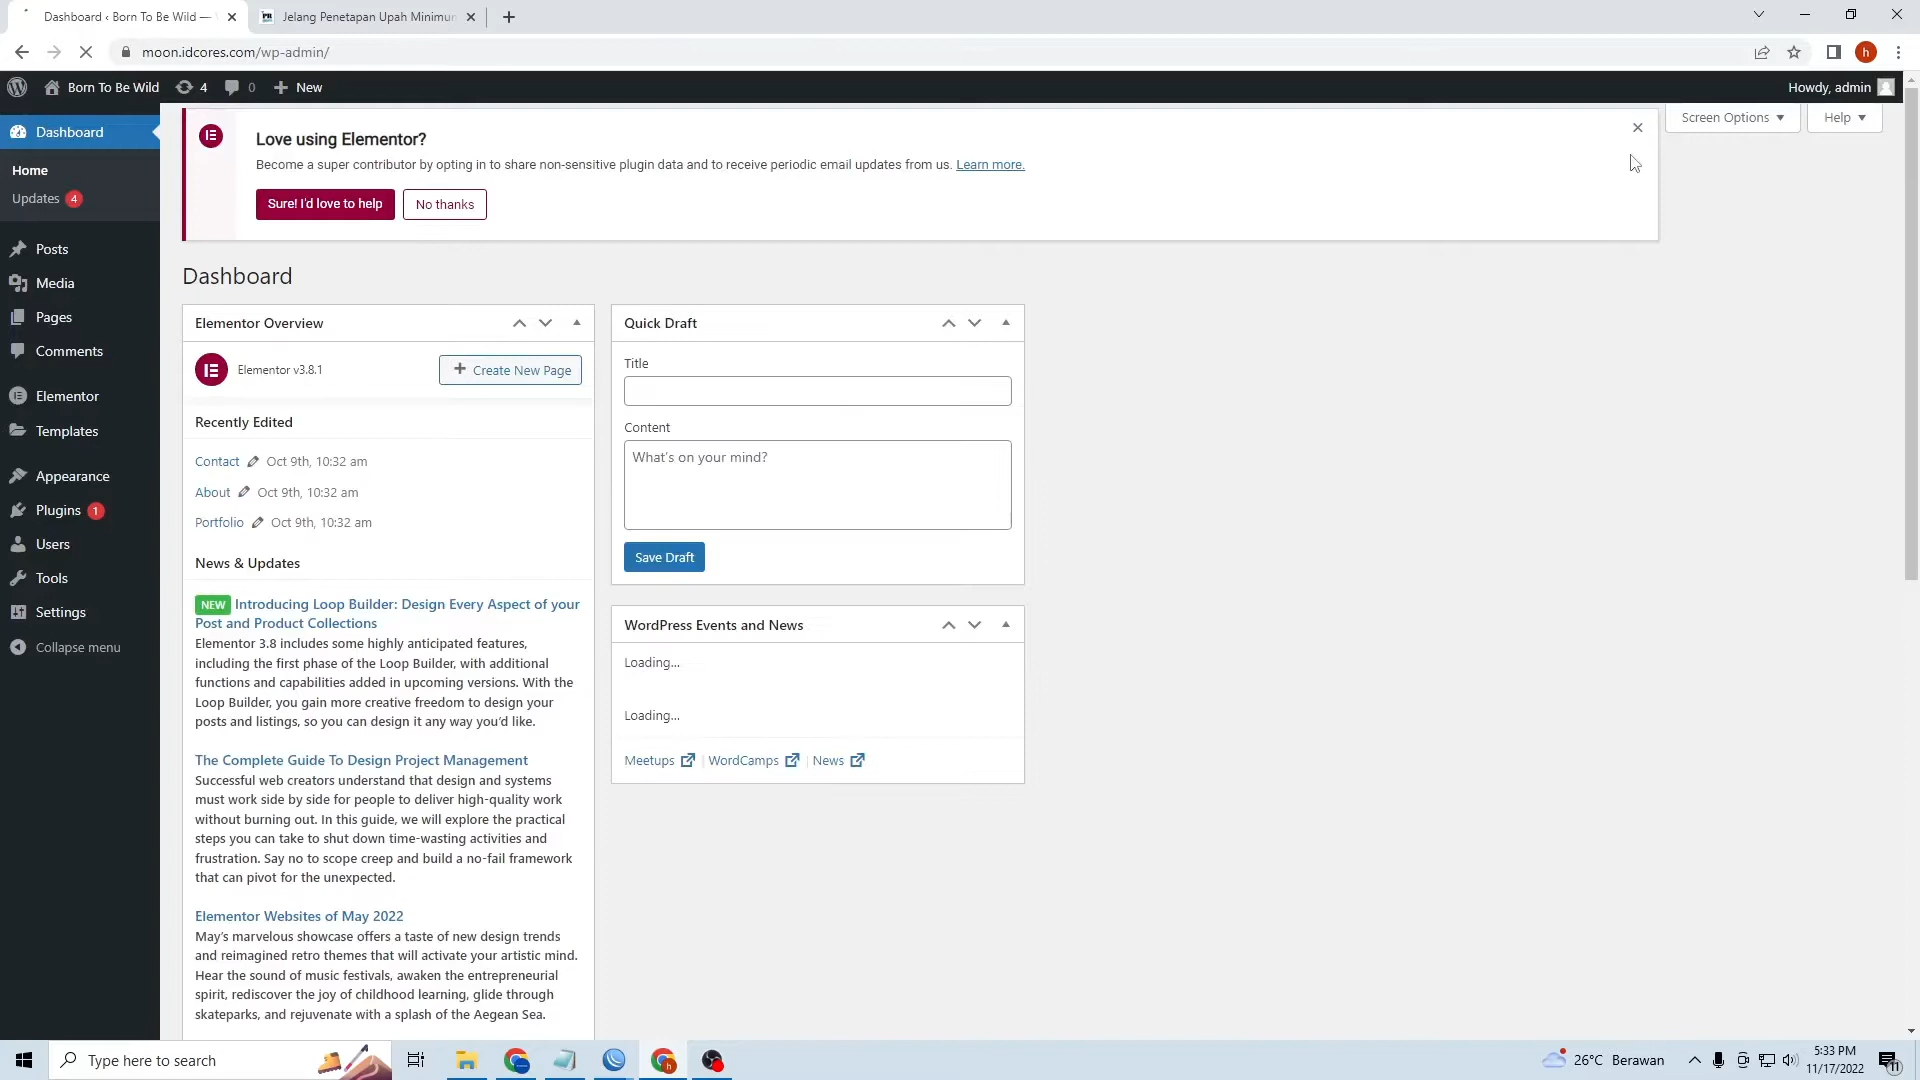 Dashboard ‹ Born To Be Wild —
Jelang Penetapan Upah Minimun
moon.idcores.com/wp-admin/
h
Born To Be Wild 4 0 New
Howdy, admin
Dashboard
Home
Updates 4
Posts
Media
Pages
Comments
Elementor
Templates
Appearance
Plugins 1
Users
Tools
Settings
Collapse menu
Screen Options
Help
Love using Elementor?
Become a super contributor by opting in to share non-sensitive plugin data and to receive periodic email updates from us. Learn more.
Sure! I'd love to help
No thanks
Dashboard
Elementor Overview
Elementor v3.8.1
Create New Page
Recently Edited
Contact Oct 9th, 10:32 am
About Oct 9th, 10:32 am
Portfolio Oct 9th, 10:32 am
News & Updates
NEW Introducing Loop Builder: Design Every Aspect of your
Post and Product Collections
Elementor 3.8 includes some highly anticipated features,
including the first phase of the Loop Builder, with additional
functions and capabilities added in upcoming versions. With the
Loop Builder, you gain more creative freedom to design your
posts and listings, so you can design it any way you'd like.
The Complete Guide To Design Project Management
Successful web creators understand that design and systems
must work side by side for people to deliver high-quality work
without burning out. In this guide, we will explore the practical
steps you can take to shut down time-wasting activities and
frustration. Say no to scope creep and build a no-fail framework
that can pivot for the unexpected.
Elementor Websites of May 2022
May's marvelous showcase offers a taste of new design trends
and reimagined retro themes that will activate your artistic mind.
Hear the sound of music festivals, awaken the entrepreneurial
spirit, rediscover the joy of childhood learning, glide through
skateparks, and rejuvenate with a splash of the Aegean Sea.
Quick Draft
Title
Content
What's on your mind?
Save Draft
WordPress Events and News
Loading...
Loading...
Meetups | WordCamps | News
Type here to search
26°C Berawan
5:33 PM
11/17/2022
11